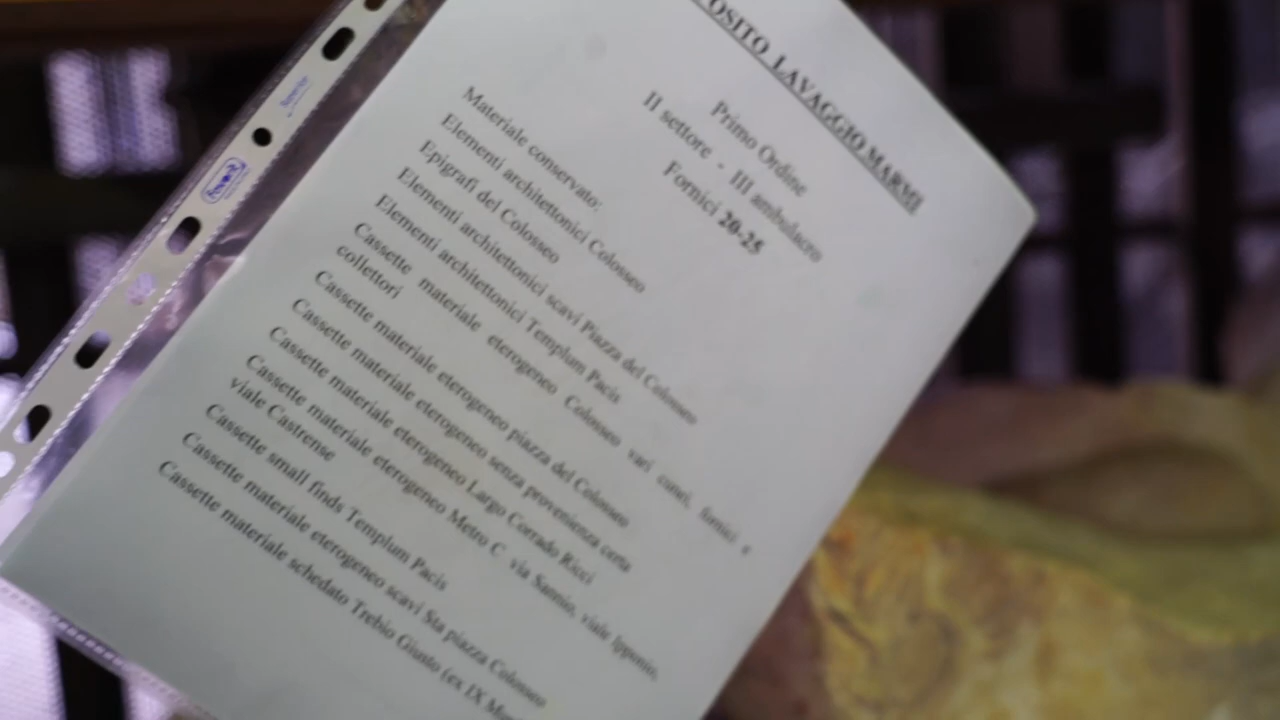 POSITO LAVAGGIO MARMI
Primo Ordine
II settore - III ambulacro
Fornici 20-25
Materiale conservato:
Elementi architettonici Colosseo
Epigrafi del Colosseo
Elementi architettonici scavi Piazza del Colosseo
Elementi architettonici Templum Pacis
Cassette materiale eterogeneo Colosseo vari cunei, fornici e
collettori
Cassette materiale eterogeneo piazza del Colosseo
Cassette materiale eterogeneo senza provenienza certa
Cassette materiale eterogeneo Largo Corrado Ricci
Cassette materiale eterogeneo Metro C via Sannio, viale Ipponio,
viale Castrense
Cassette small finds Templum Pacis
Cassette materiale eterogeneo scavi Sta piazza Colosseo
Cassette materiale schedato Trebio Giusto (ex IX
favorit